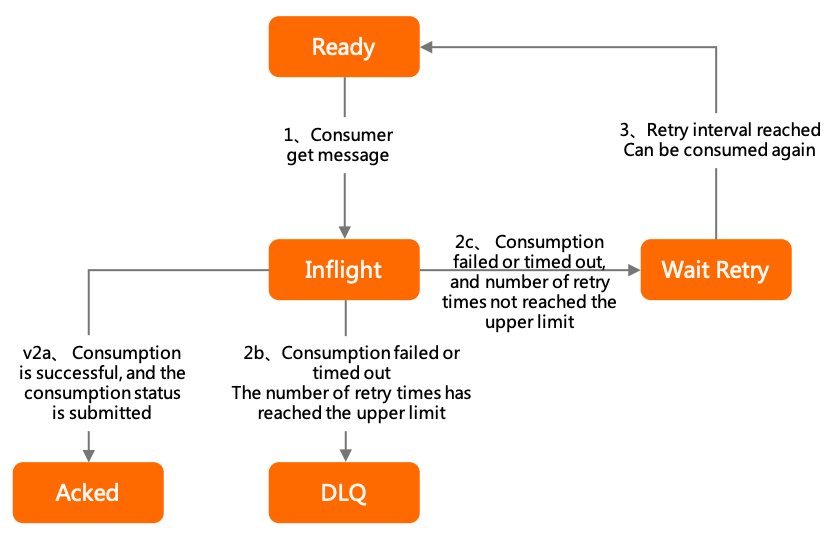 Ready
1、Consumer
get message
3、Retry interval reached
Can be consumed again
Inflight
2c、 Consumption
failed or timed out,
and number of retry
times not reached the
upper limit
Wait Retry
v2a、 Consumption
is successful, and the
consumption status
is submitted
2b、Consumption failed or
timed out
The number of retry times has
reached the upper limit
Acked
DLQ